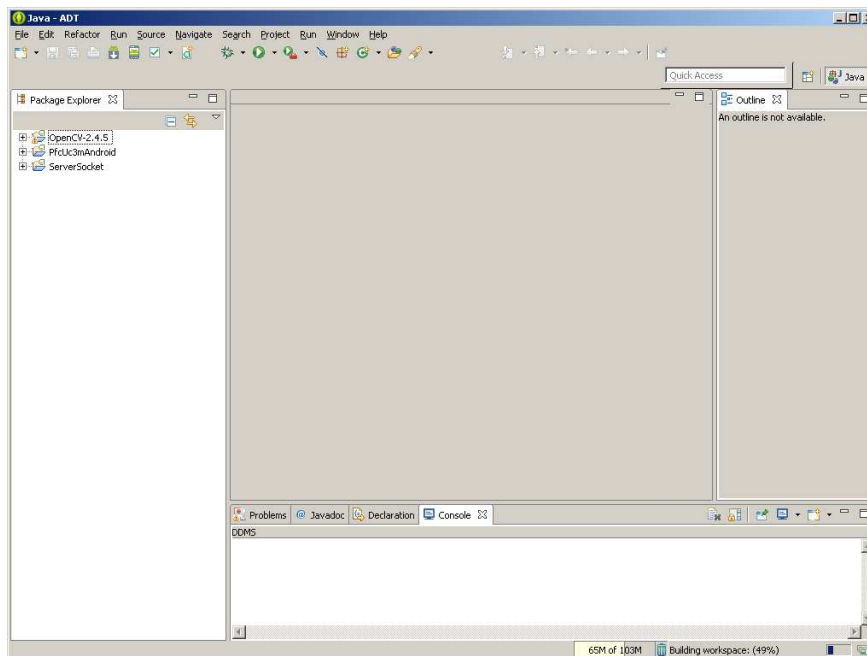 Java - ADT
File Edit Refactor Run Source Navigate Search Project Run Window Help
Quick Access
Java
Package Explorer
Outline
An outline is not available.
OpenCV-2.4.5
PfcUc3mAndroid
ServerSocket
Problems @ Javadoc Declaration Console
DDMS
65M of 103M Building workspace: (49%)